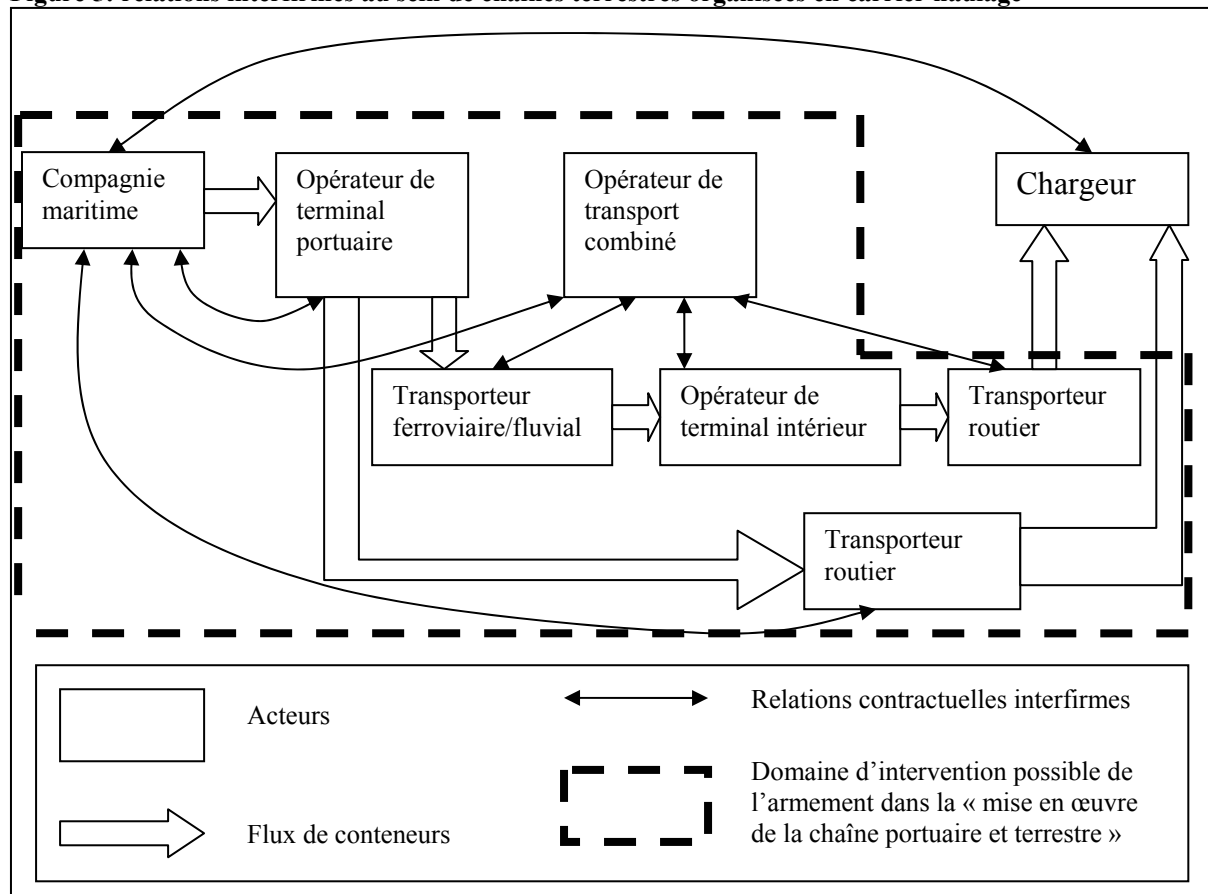 Figure 3: relations interfirmes au sein de chaînes terrestres organisées en carrier haulage
Compagnie
maritime
Opérateur de
terminal
portuaire
Opérateur de
transport
combiné
Chargeur
Transporteur
ferroviaire/fluvial
Opérateur de
terminal intérieur
Transporteur
routier
Transporteur
routier
Acteurs
Relations contractuelles interfirmes
Flux de conteneurs
Domaine d’intervention possible de
l’armement dans la « mise en œuvre
de la chaîne portuaire et terrestre »